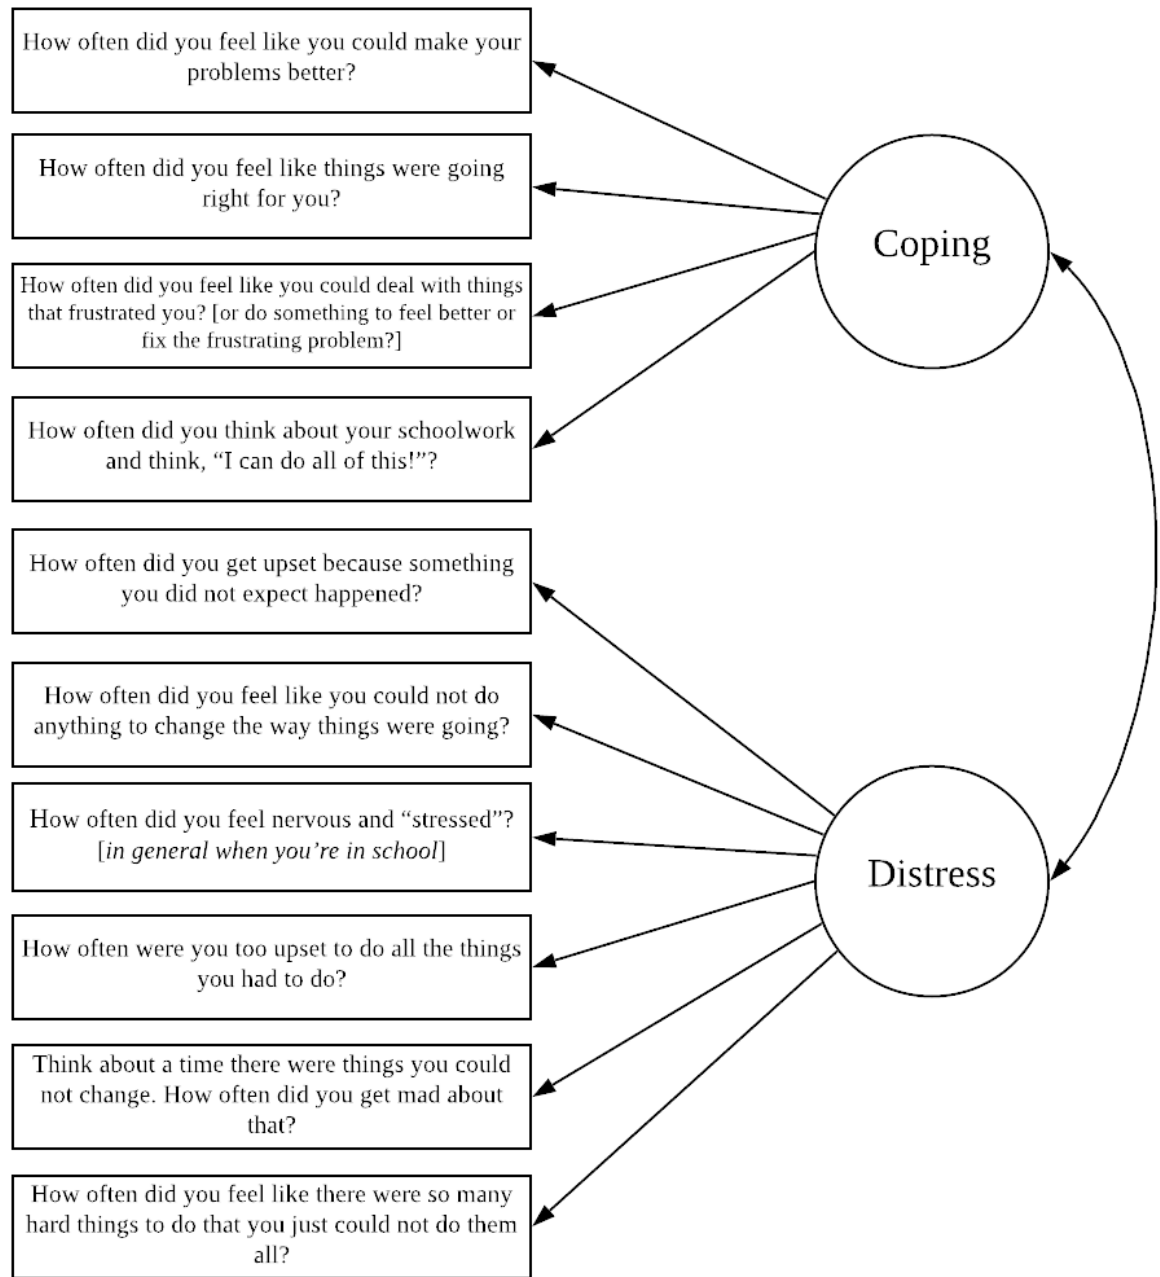 How often did you feel like you could make your
problems better?
How often did you feel like things were going
right for you?
How often did you feel like you could deal with things
that frustrated you? [or do something to feel better or
fix the frustrating problem?]
How often did you think about your schoolwork
and think, “I can do all of this!”?
How often did you get upset because something
you did not expect happened?
How often did you feel like you could not do
anything to change the way things were going?
How often did you feel nervous and “stressed”?
[in general when you’re in school]
How often were you too upset to do all the things
you had to do?
Think about a time there were things you could
not change. How often did you get mad about
that?
How often did you feel like there were so many
hard things to do that you just could not do them
all?
Coping
Distress